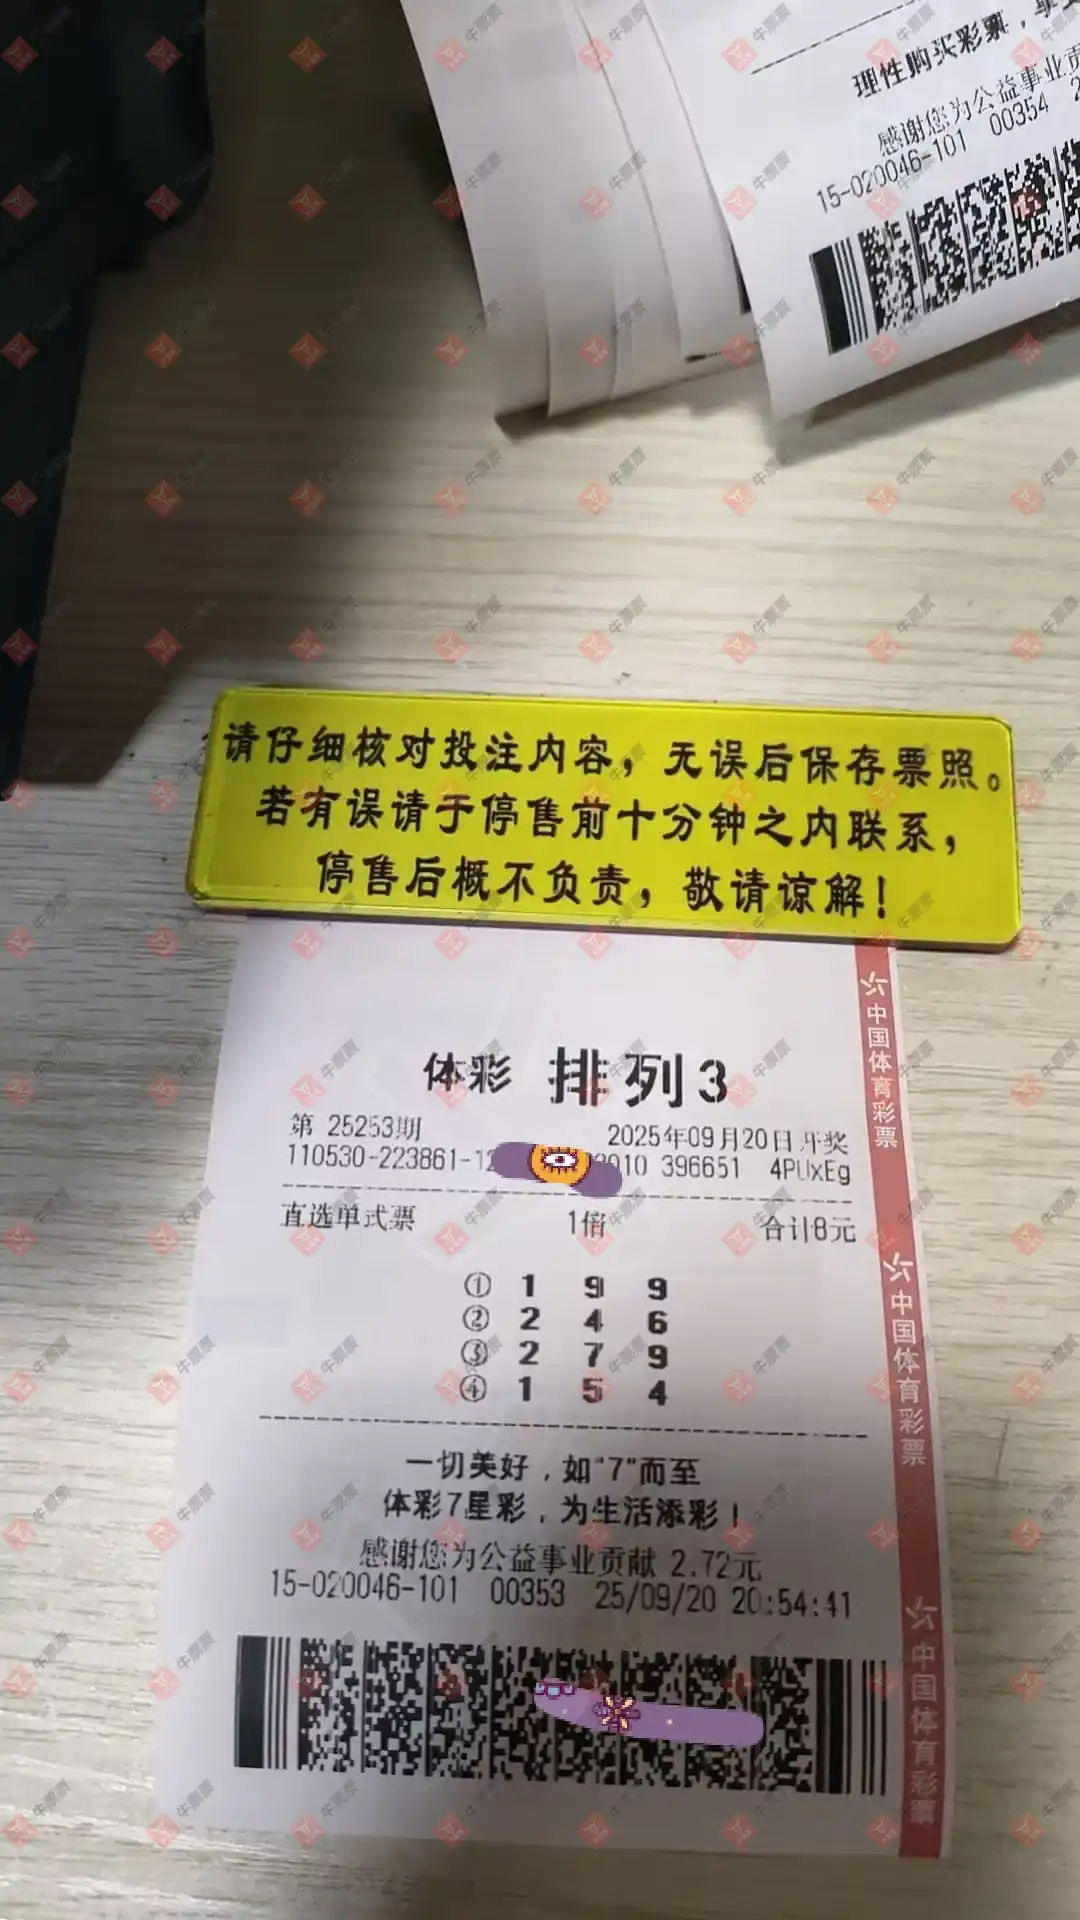 理性购买彩票，享
感谢您为公益事业贡
15-020046-101 00354 2
请仔细核对投注内容，无误后保存票照。
若有误请于停售前十分钟之内联系，
停售后概不负责，敬请谅解！
体彩 排列3
第 25253期 2025年09月20日开奖
110530-223861-12 0010 396651 4PUxEg
直选单式票 1倍 合计8元
① 1 9 9
② 2 4 6
③ 2 7 9
④ 1 5 4
一切美好，如“7”而至
体彩7星彩，为生活添彩！
感谢您为公益事业贡献 2.72元
15-020046-101 00353 25/09/20 20:54:41
中国体育彩票
中国体育彩票
中国体育彩票
牛票票